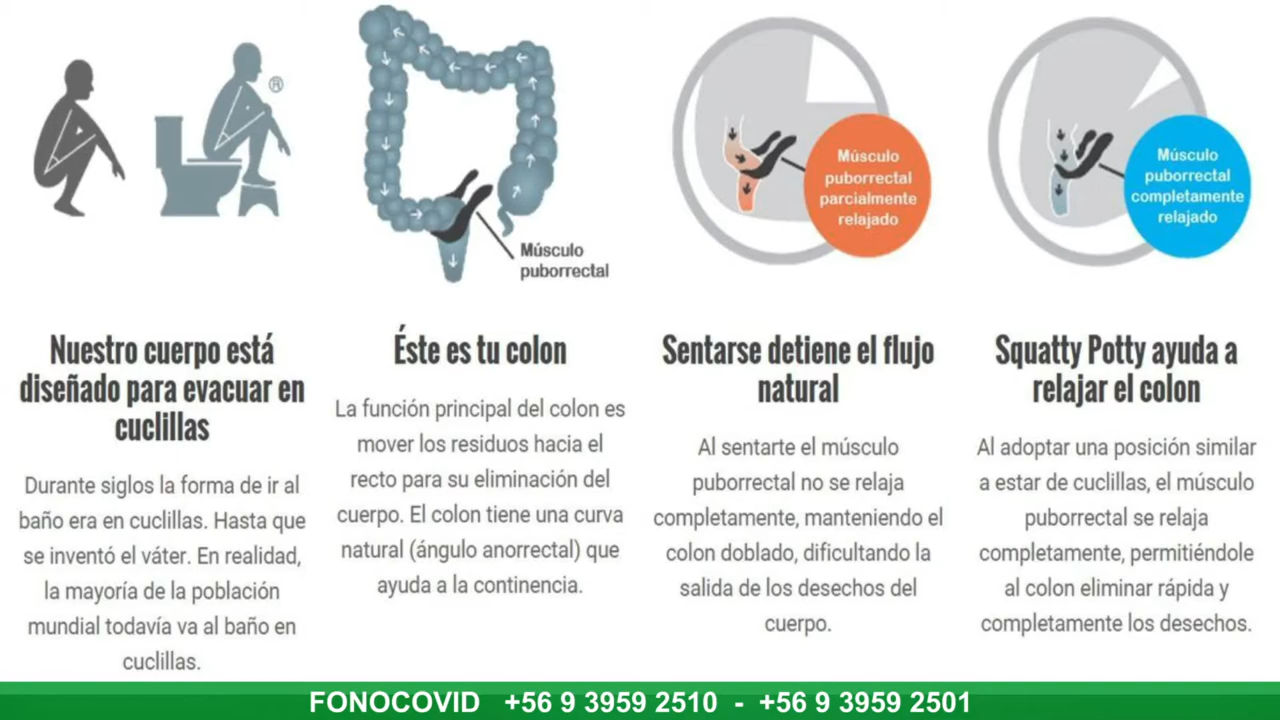 ®
Músculo
puborrectal
Músculo
puborrectal
parcialmente
relajado
Músculo
puborrectal
completamente
relajado
Nuestro cuerpo está
diseñado para evacuar en
cuclillas
Durante siglos la forma de ir al
baño era en cuclillas. Hasta que
se inventó el váter. En realidad,
la mayoría de la población
mundial todavía va al baño en
cuclillas.
Éste es tu colon
La función principal del colon es
mover los residuos hacia el
recto para su eliminación del
cuerpo. El colon tiene una curva
natural (ángulo anorrectal) que
ayuda a la continencia.
Sentarse detiene el flujo
natural
Al sentarte el músculo
puborrectal no se relaja
completamente, manteniendo el
colon doblado, dificultando la
salida de los desechos del
cuerpo.
Squatty Potty ayuda a
relajar el colon
Al adoptar una posición similar
a estar de cuclillas, el músculo
puborrectal se relaja
completamente, permitiéndole
al colon eliminar rápida y
completamente los desechos.
FONOCOVID +56 9 3959 2510 - +56 9 3959 2501